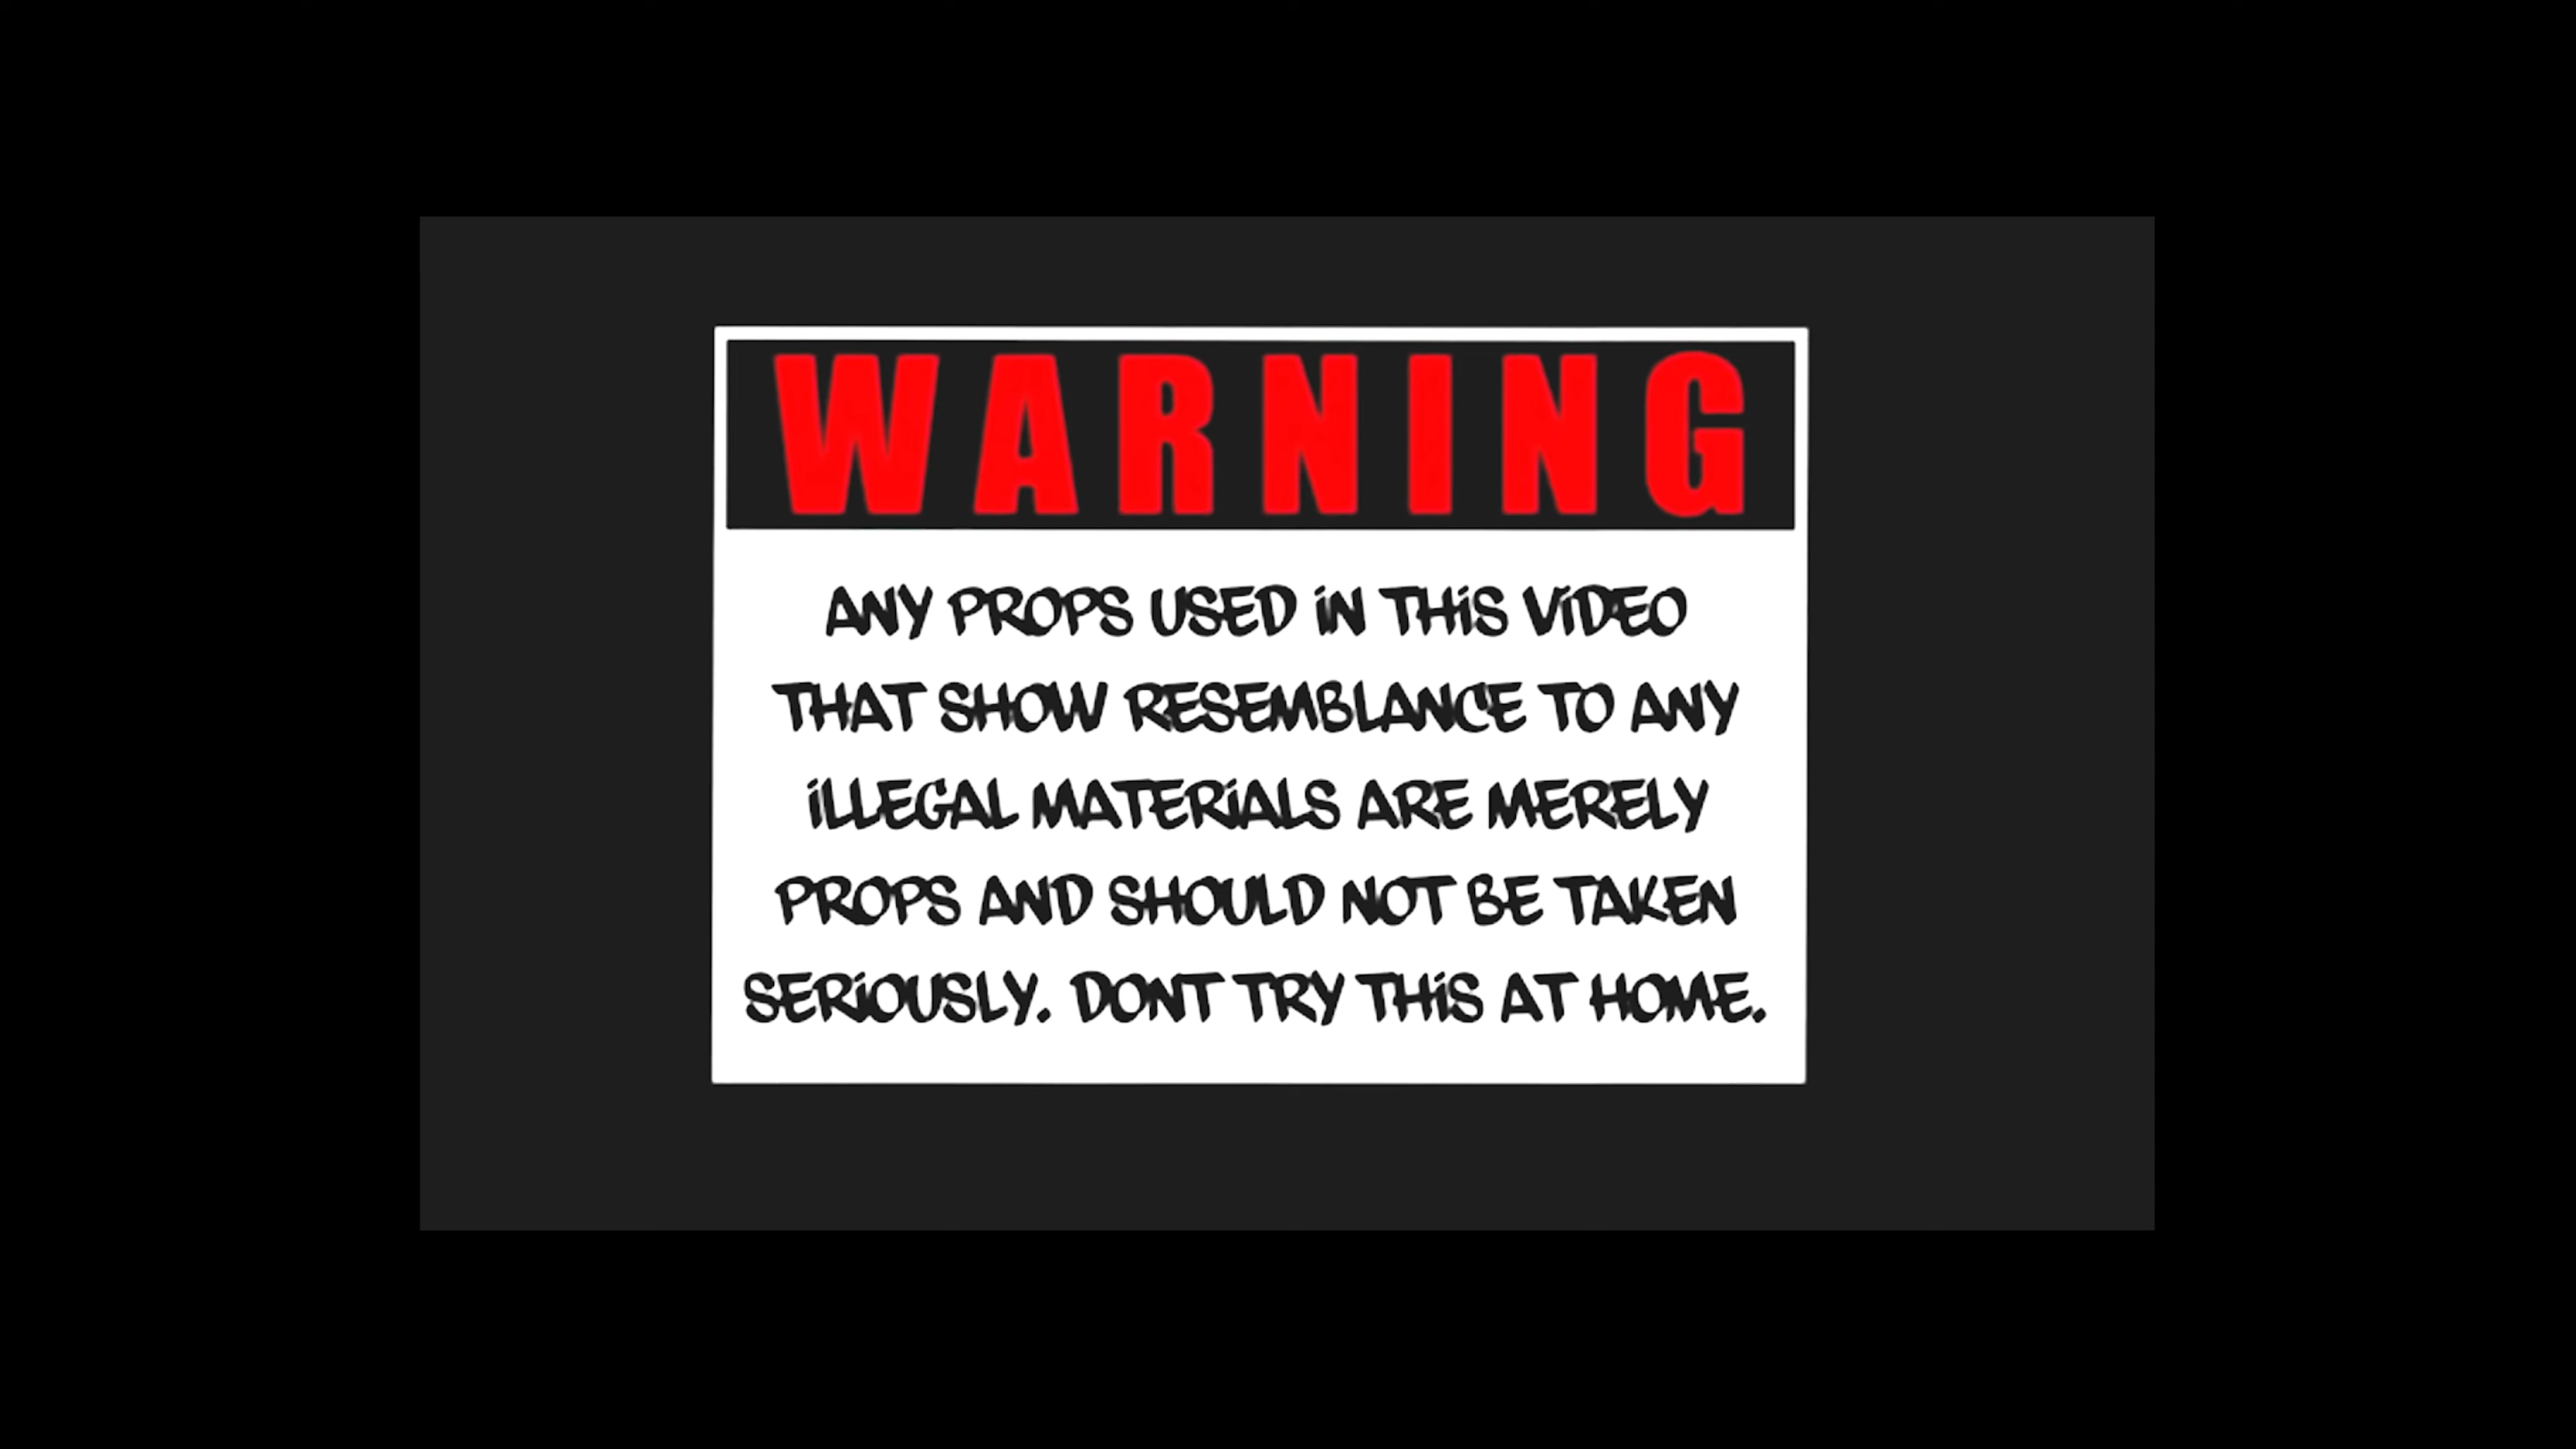 WARNING
ANY PROPS USED iN THiS ViDEO
THAT SHOW RESEMBLANCE TO ANY
iLLEGAL MATERiALS ARE MERELY
PROPS AND SHOULD NOT BE TAKEN
SERiOUSLY. DONT TRY THiS AT HOME.